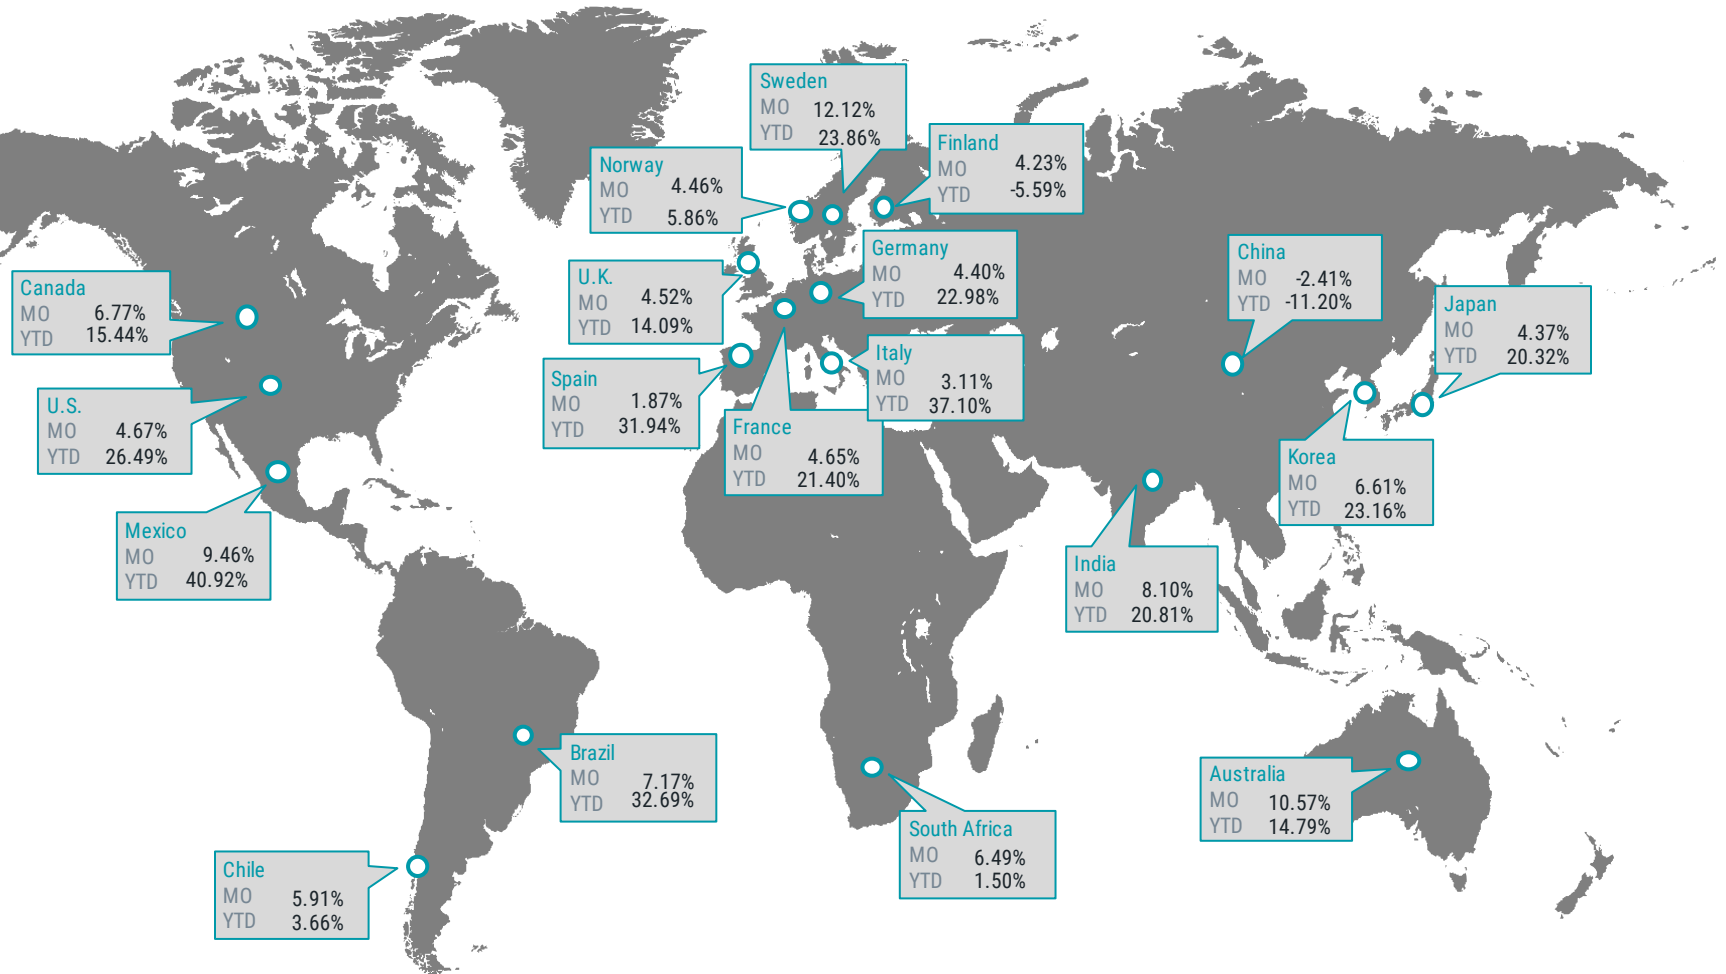 Sweden
MO 12.12%
YTD 23.86%
Finland
MO 4.23%
YTD -5.59%
Norway
MO 4.46%
YTD 5.86%
Germany
MO 4.40%
YTD 22.98%
China
MO -2.41%
YTD -11.20%
U.K.
MO 4.52%
YTD 14.09%
Canada
MO 6.77%
YTD 15.44%
Japan
MO 4.37%
YTD 20.32%
Italy
MO 3.11%
YTD 37.10%
Spain
MO 1.87%
YTD 31.94%
U.S.
MO 4.67%
YTD 26.49%
France
MO 4.65%
YTD 21.40%
Korea
MO 6.61%
YTD 23.16%
Mexico
MO 9.46%
YTD 40.92%
India
MO 8.10%
YTD 20.81%
Brazil
MO 7.17%
YTD 32.69%
Australia
MO 10.57%
YTD 14.79%
South Africa
MO 6.49%
YTD 1.50%
Chile
MO 5.91%
YTD 3.66%